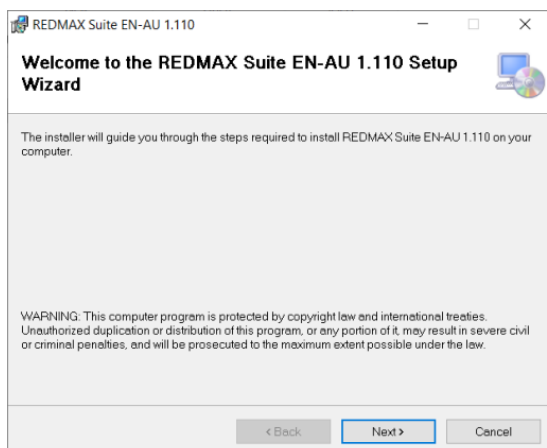 REDMAX Suite EN-AU 1.110
Welcome to the REDMAX Suite EN-AU 1.110 Setup
Wizard
The installer will guide you through the steps required to install REDMAX Suite EN-AU 1.110 on your
computer.
WARNING: This computer program is protected by copyright law and international treaties.
Unauthorized duplication or distribution of this program, or any portion of it, may result in severe civil
or criminal penalties, and will be prosecuted to the maximum extent possible under the law.
< Back Next > Cancel